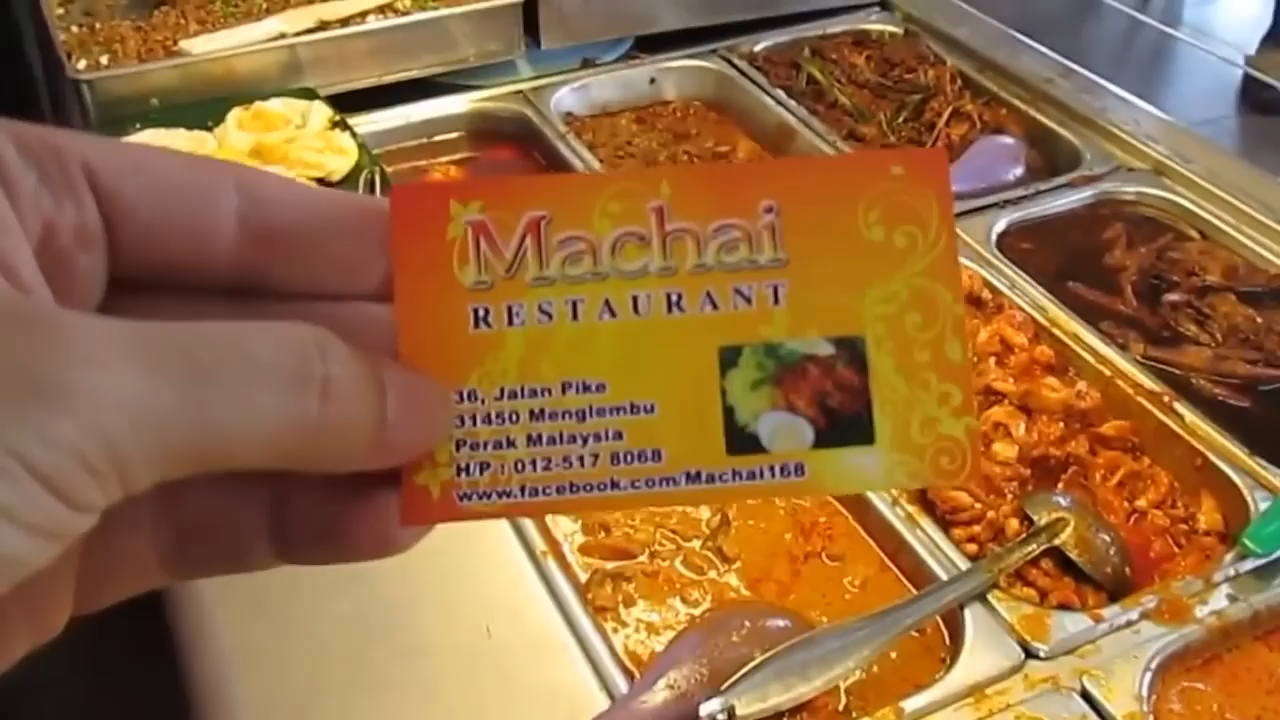 Machai
RESTAURANT
36, Jalan Pike
31450 Menglembu
Perak Malaysia
H/P : 012-517 8068
www.facebook.com/Machai168